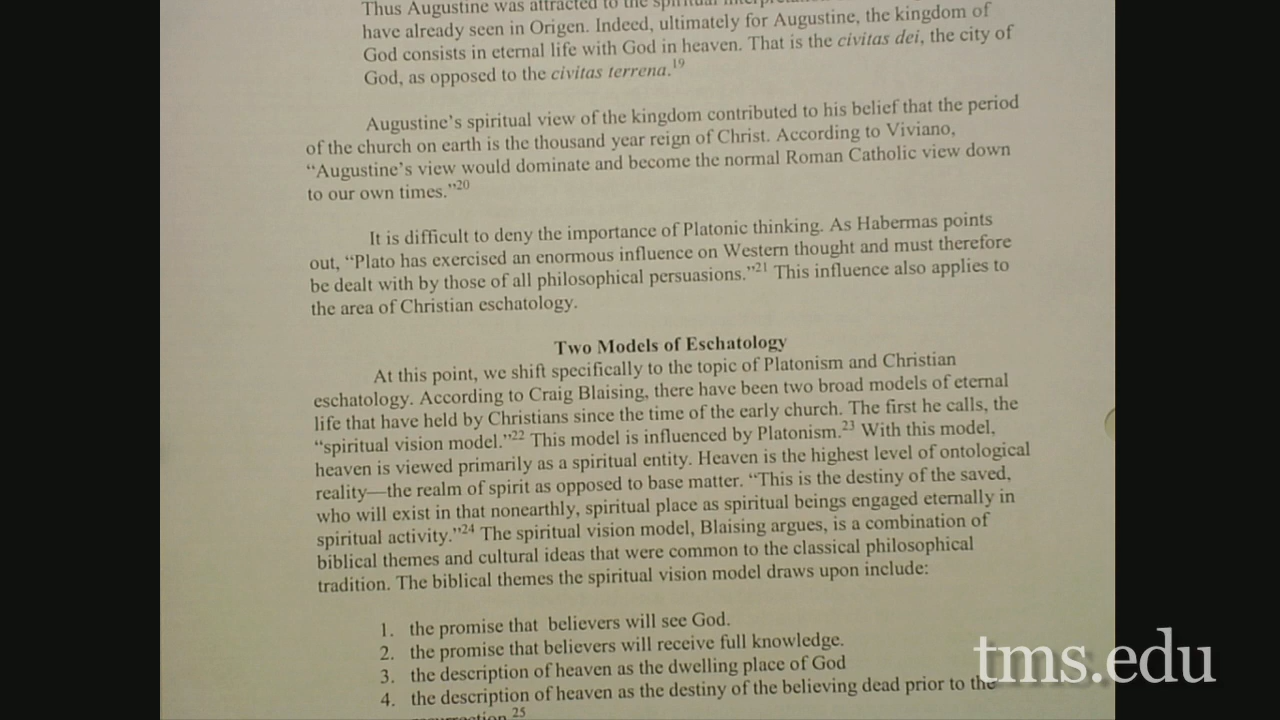 Thus Augustine was attracted to the spiritual
have already seen in Origen. Indeed, ultimately for Augustine, the kingdom of
God consists in eternal life with God in heaven. That is the civitas dei, the city of
God, as opposed to the civitas terrena.19
Augustine's spiritual view of the kingdom contributed to his belief that the period
of the church on earth is the thousand year reign of Christ. According to Viviano,
“Augustine's view would dominate and become the normal Roman Catholic view down
to our own times.”20
It is difficult to deny the importance of Platonic thinking. As Habermas points
out, “Plato has exercised an enormous influence on Western thought and must therefore
be dealt with by those of all philosophical persuasions.”21 This influence also applies to
the area of Christian eschatology.
Two Models of Eschatology
At this point, we shift specifically to the topic of Platonism and Christian
eschatology. According to Craig Blaising, there have been two broad models of eternal
life that have held by Christians since the time of the early church. The first he calls, the
“spiritual vision model.”22 This model is influenced by Platonism.23 With this model,
heaven is viewed primarily as a spiritual entity. Heaven is the highest level of ontological
reality—the realm of spirit as opposed to base matter. “This is the destiny of the saved,
who will exist in that nonearthly, spiritual place as spiritual beings engaged eternally in
spiritual activity.”24 The spiritual vision model, Blaising argues, is a combination of
biblical themes and cultural ideas that were common to the classical philosophical
tradition. The biblical themes the spiritual vision model draws upon include:
1. the promise that believers will see God.
2. the promise that believers will receive full knowledge.
3. the description of heaven as the dwelling place of God
4. the description of heaven as the destiny of the believing dead prior to the
25
tms.edu